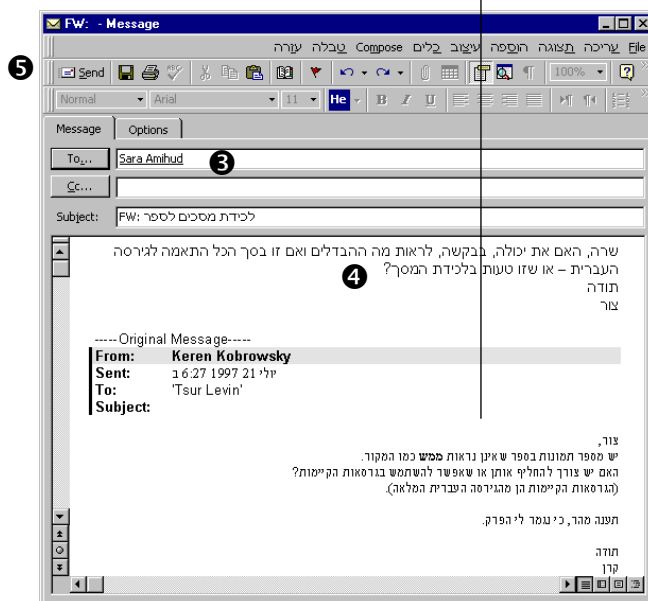 FW: - Message
File עריכה תצוגה הוספה עיצוב כלים Compose טבלה עזרה
❺
Send ABC 100%
Normal Arial 11 He B I U
Message Options
To... Sara Amihud ❸
Cc...
Subject: FW: לכידת מסכים לספר
שרה, האם את יכולה, בבקשה, לראות מה ההבדלים ואם זו בסך הכל התאמה לגירסה
העברית – או שזו טעות בלכידת המסך?
❹
תודה
צור
-----Original Message-----
From: Keren Kobrowsky
Sent: יולי 21 1997 6:27 ב
To: 'Tsur Levin'
Subject:
צור,
יש מספר תמונות בספר שאינן נראות ממש כמו המקור.
האם יש צורך להחליף אותן או שאפשר להשתמש בגרסאות הקיימות?
(הגרסאות הקיימות הן מהגירסה העברית המלאה).
תענה מהר, כי נגמר לי הפרק.
תודה
קרן